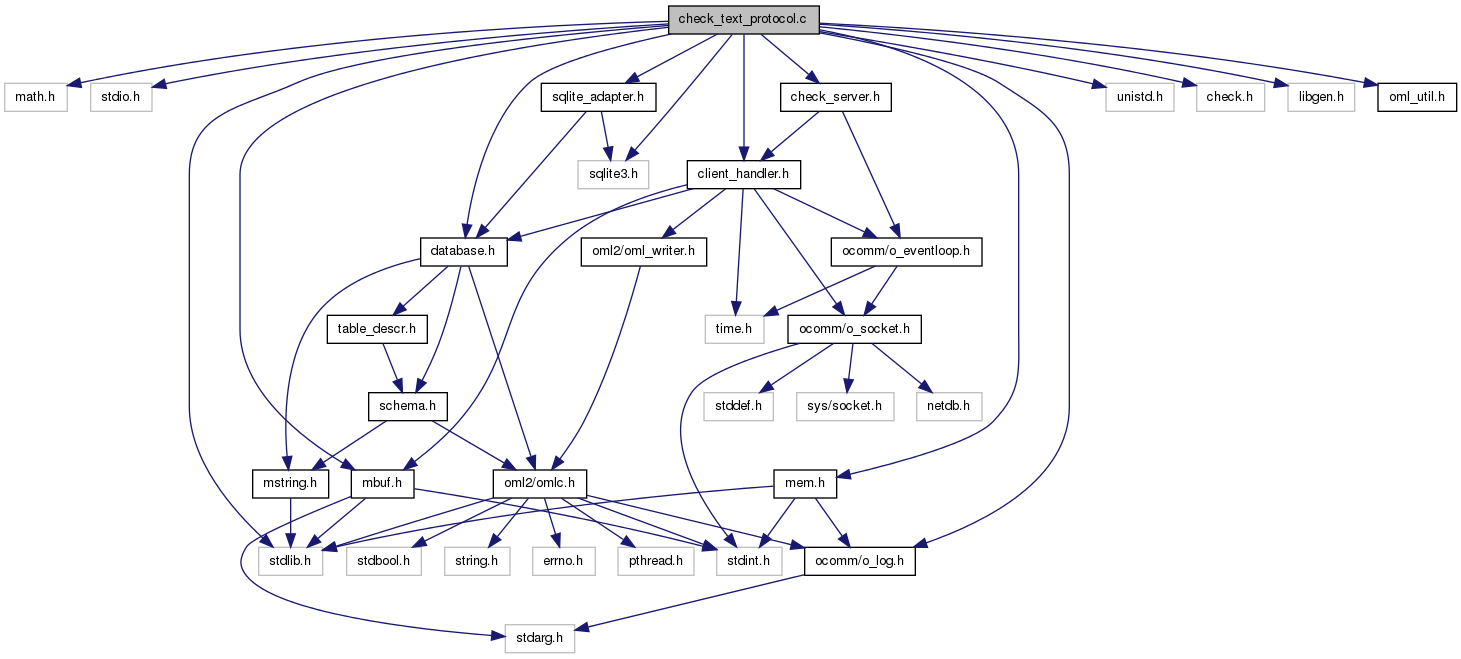 check_text_protocol.c
math.h
stdio.h
sqlite_adapter.h
check_server.h
unistd.h
check.h
libgen.h
oml_util.h
sqlite3.h
client_handler.h
database.h
oml2/oml_writer.h
ocomm/o_eventloop.h
table_descr.h
time.h
ocomm/o_socket.h
schema.h
stddef.h
sys/socket.h
netdb.h
mstring.h
mbuf.h
oml2/omlc.h
mem.h
stdlib.h
stdbool.h
string.h
errno.h
pthread.h
stdint.h
ocomm/o_log.h
stdarg.h